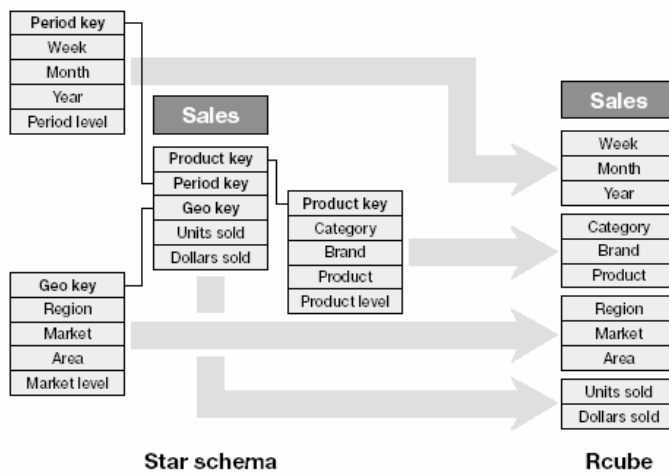 Period key
Week
Month
Year
Period level
Sales
Product key
Period key
Geo key
Units sold
Dollars sold
Product key
Category
Brand
Product
Product level
Geo key
Region
Market
Area
Market level
Star schema
Sales
Week
Month
Year
Category
Brand
Product
Region
Market
Area
Units sold
Dollars sold
Rcube